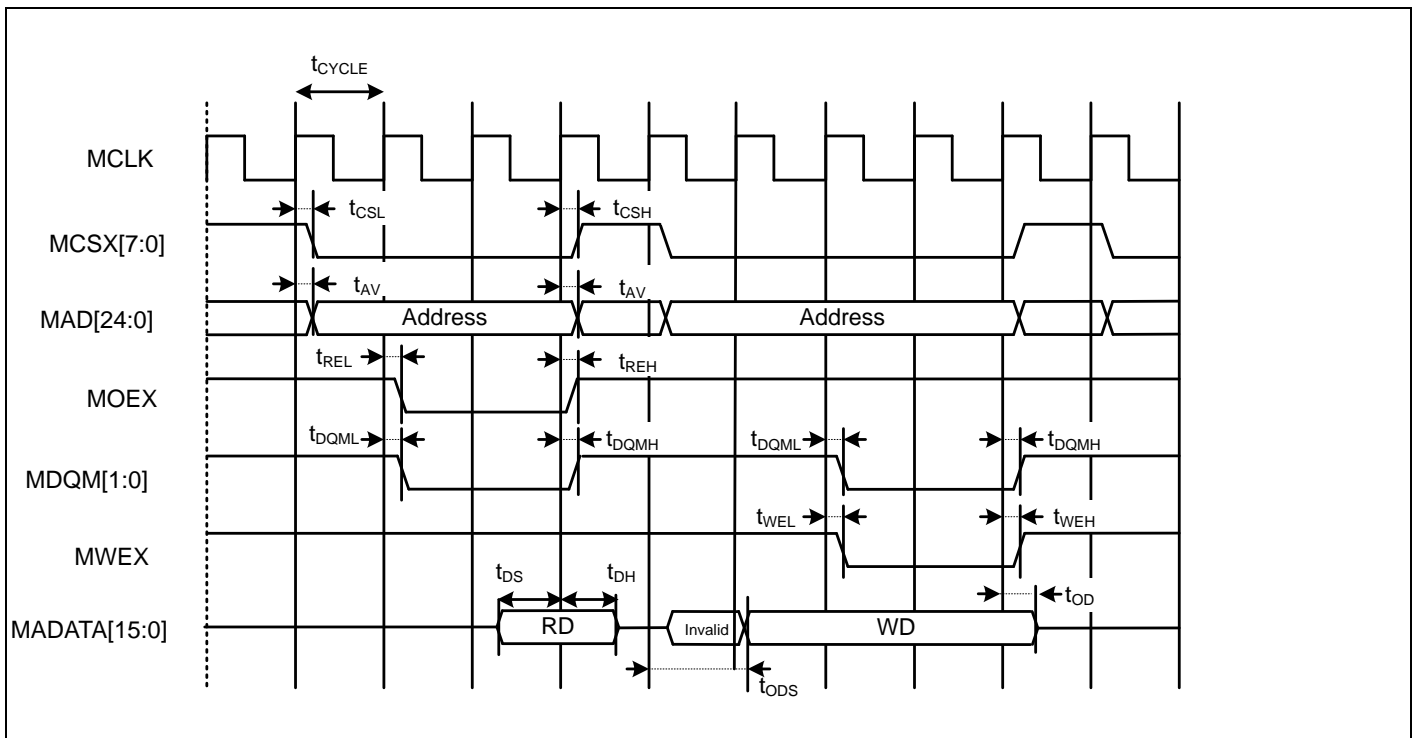 tCYCLE
MCLK
tCSL tCSH
MCSX[7:0]
tAV tAV
MAD[24:0] Address Address
tREL tREH
MOEX
tDQML tDQMH tDQML tDQMH
MDQM[1:0]
tWEL tWEH
MWEX
tDS tDH
tOD
MADATA[15:0] RD Invalid WD
tODS